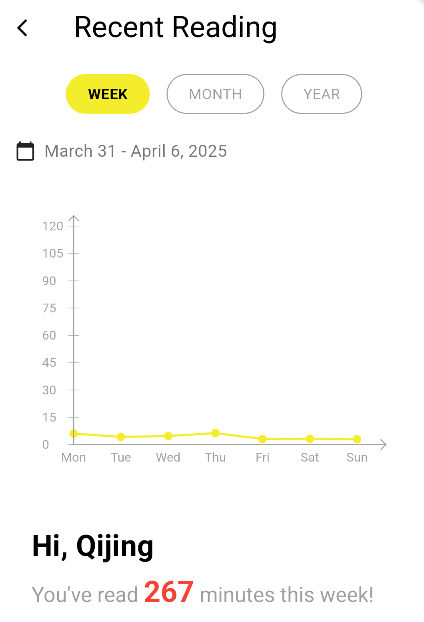 Recent Reading
WEEK MONTH YEAR
March 31 - April 6, 2025
120
105
90
75
60
45
30
15
0
Mon Tue Wed Thu Fri Sat Sun
Hi, Qijing
You've read 267 minutes this week!